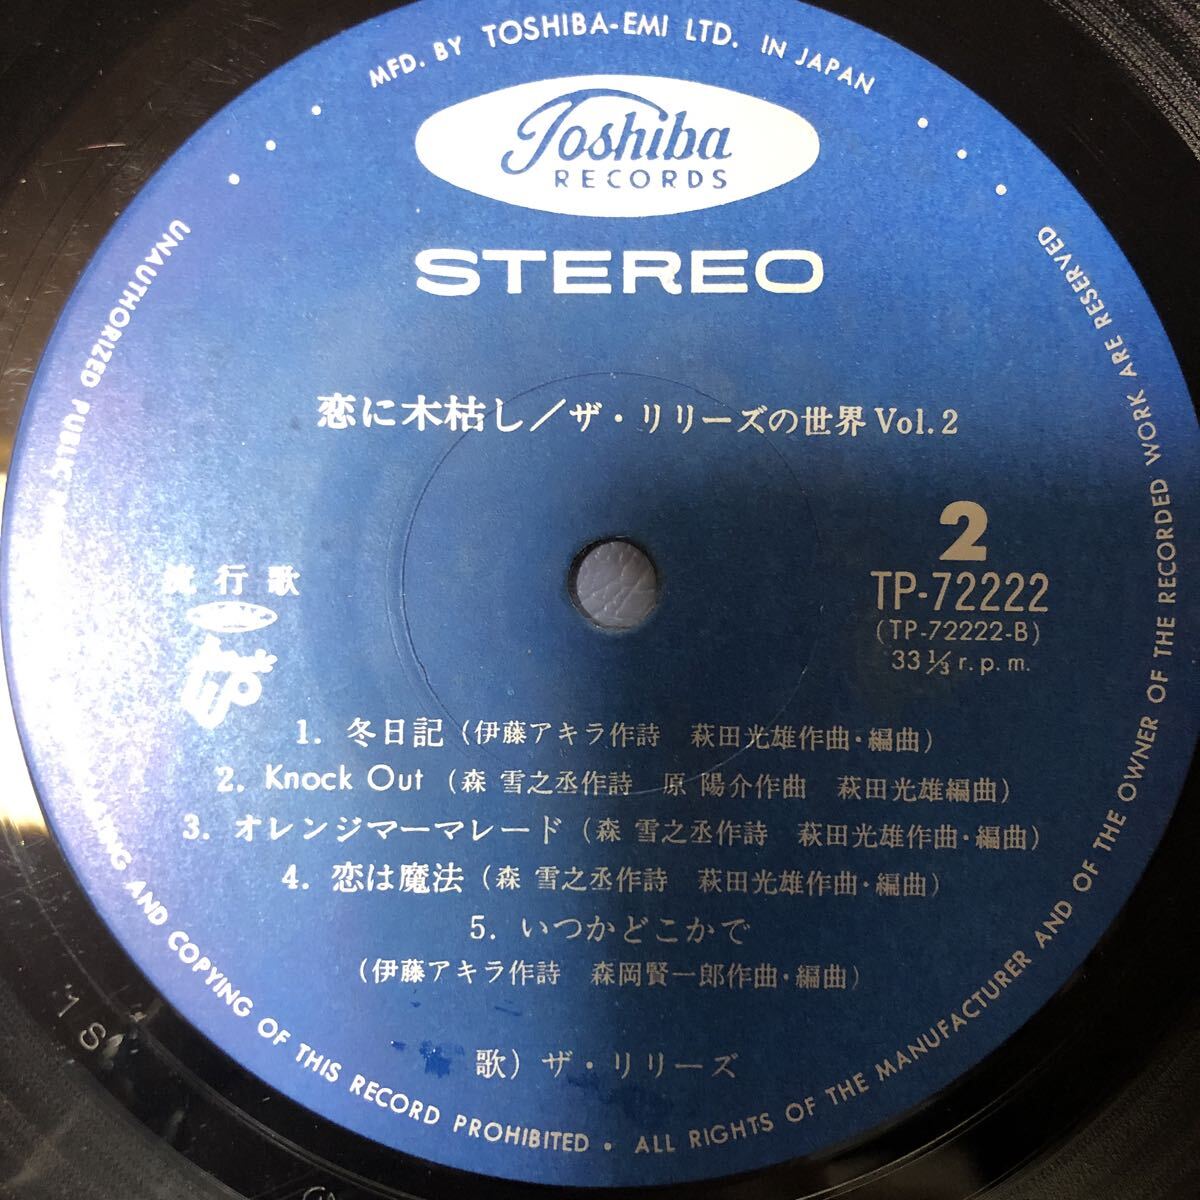 MFD. BY TOSHIBA-EMI LTD. IN JAPAN
Toshiba
RECORDS
STEREO
恋に木枯し／ザ・リリーズの世界 Vol.2
2
流行歌
TP-72222
(TP-72222-B)
33⅓ r.p.m.
1. 冬日記 (伊藤アキラ作詩 萩田光雄作曲・編曲)
2. Knock Out (森 雪之丞作詩 原 陽介作曲 萩田光雄編曲)
3. オレンジマーマレード (森 雪之丞作詩 萩田光雄作曲・編曲)
4. 恋は魔法 (森 雪之丞作詩 萩田光雄作曲・編曲)
5. いつかどこかで
(伊藤アキラ作詩 森岡賢一郎作曲・編曲)
歌) ザ・リリーズ
UNAUTHORIZED AND COPYING OF THIS RECORD PROHIBITED • ALL RIGHTS OF THE MANUFACTURER AND OF THE OWNER OF THE RECORDED WORK ARE RESERVED
1 S